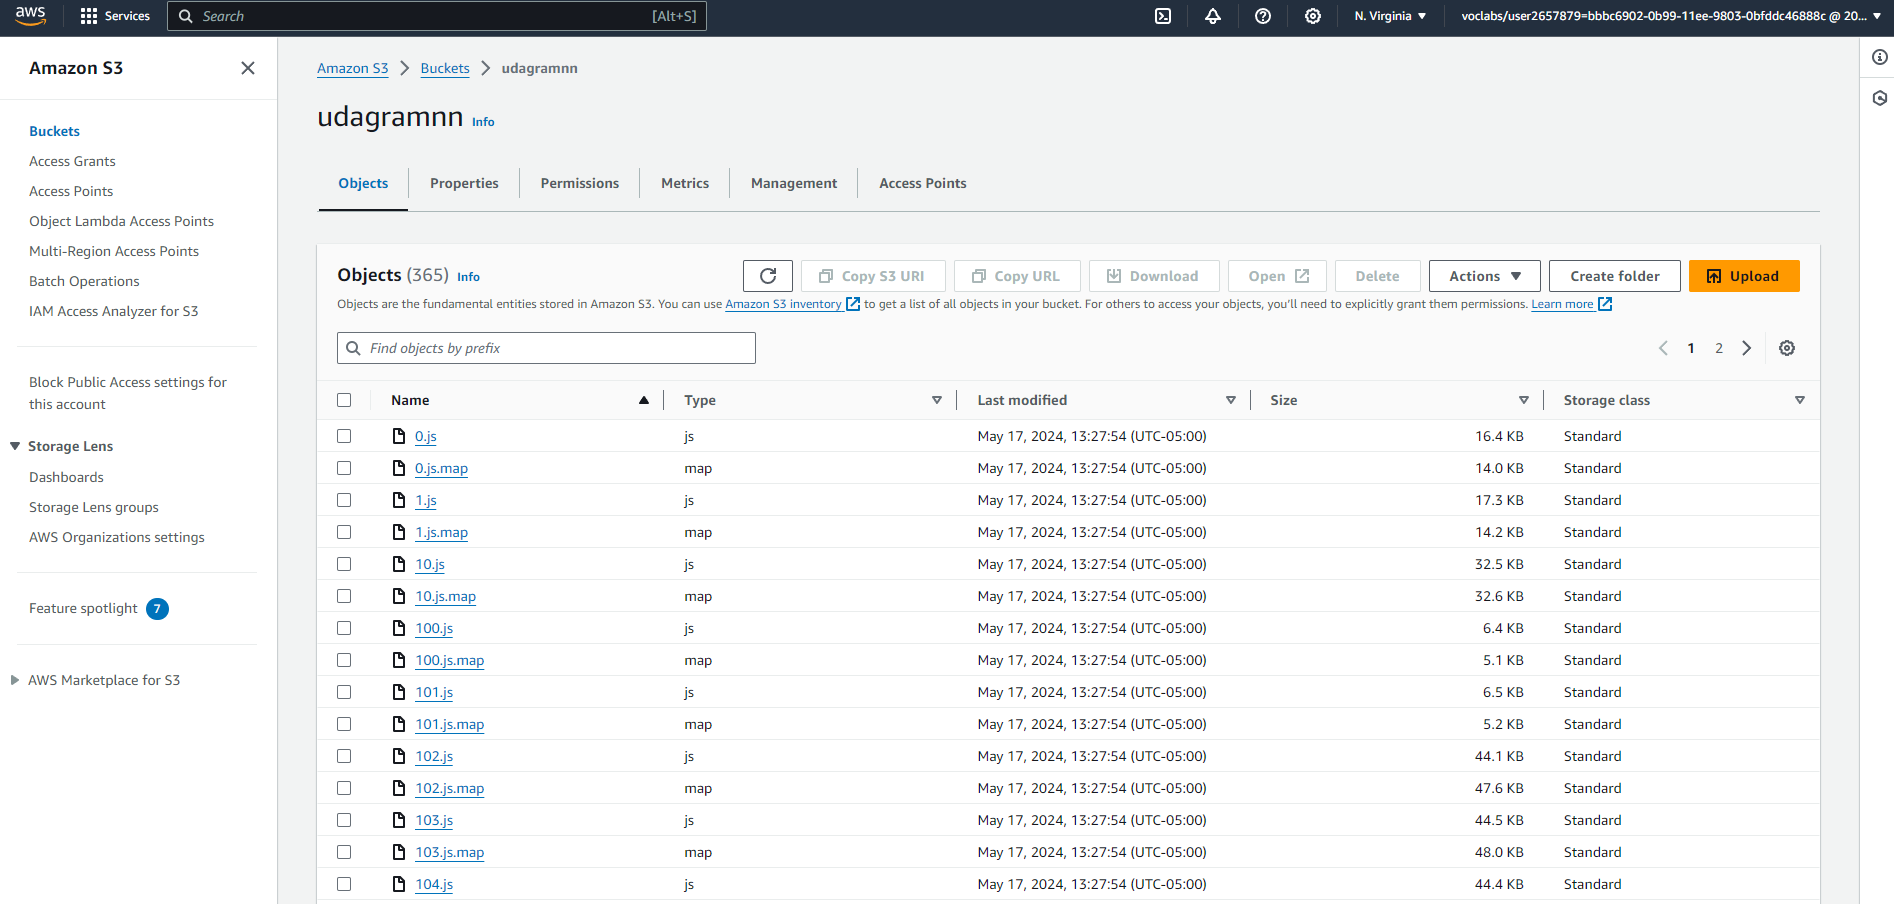 aws Services Search [Alt+S] N. Virginia voclabs/user2657879=bbbc6902-0b99-11ee-9803-0bfddc46888c @ 20...
Amazon S3
Buckets
Access Grants
Access Points
Object Lambda Access Points
Multi-Region Access Points
Batch Operations
IAM Access Analyzer for S3
Block Public Access settings for
this account
Storage Lens
Dashboards
Storage Lens groups
AWS Organizations settings
Feature spotlight 7
AWS Marketplace for S3
Amazon S3 Buckets udagramnn
udagramnn Info
Objects Properties Permissions Metrics Management Access Points
Objects (365) Info Copy S3 URI Copy URL Download Open Delete Actions Create folder Upload
Objects are the fundamental entities stored in Amazon S3. You can use Amazon S3 inventory to get a list of all objects in your bucket. For others to access your objects, you'll need to explicitly grant them permissions. Learn more
Find objects by prefix 1 2
Name Type Last modified Size Storage class
0.js js May 17, 2024, 13:27:54 (UTC-05:00) 16.4 KB Standard
0.js.map map May 17, 2024, 13:27:54 (UTC-05:00) 14.0 KB Standard
1.js js May 17, 2024, 13:27:54 (UTC-05:00) 17.3 KB Standard
1.js.map map May 17, 2024, 13:27:54 (UTC-05:00) 14.2 KB Standard
10.js js May 17, 2024, 13:27:54 (UTC-05:00) 32.5 KB Standard
10.js.map map May 17, 2024, 13:27:54 (UTC-05:00) 32.6 KB Standard
100.js js May 17, 2024, 13:27:54 (UTC-05:00) 6.4 KB Standard
100.js.map map May 17, 2024, 13:27:54 (UTC-05:00) 5.1 KB Standard
101.js js May 17, 2024, 13:27:54 (UTC-05:00) 6.5 KB Standard
101.js.map map May 17, 2024, 13:27:54 (UTC-05:00) 5.2 KB Standard
102.js js May 17, 2024, 13:27:54 (UTC-05:00) 44.1 KB Standard
102.js.map map May 17, 2024, 13:27:54 (UTC-05:00) 47.6 KB Standard
103.js js May 17, 2024, 13:27:54 (UTC-05:00) 44.5 KB Standard
103.js.map map May 17, 2024, 13:27:54 (UTC-05:00) 48.0 KB Standard
104.js js May 17, 2024, 13:27:54 (UTC-05:00) 44.4 KB Standard